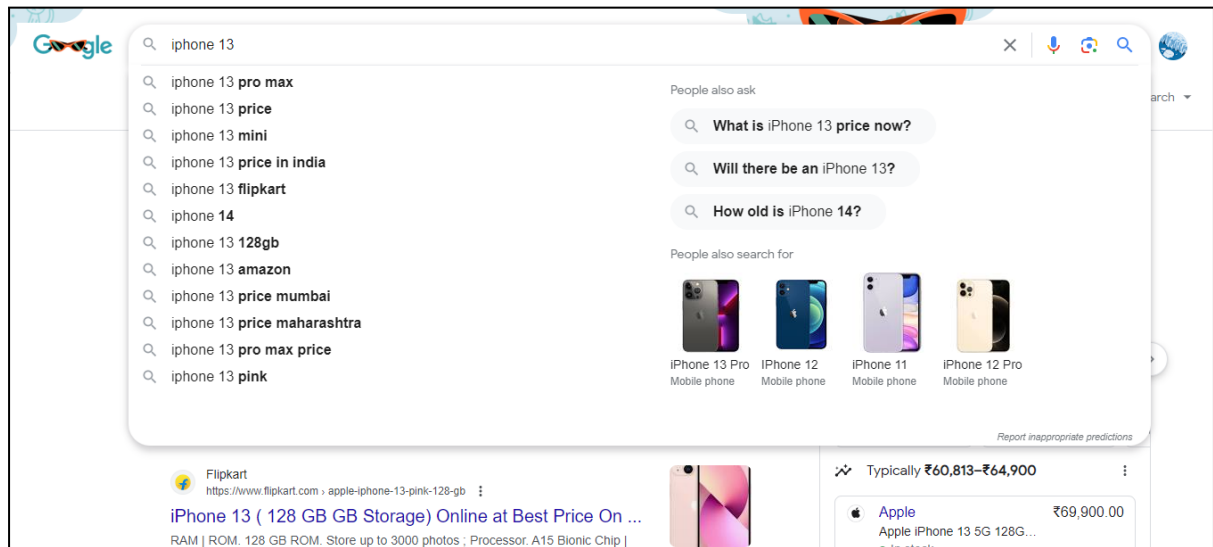 Google
iphone 13
iphone 13 pro max
iphone 13 price
iphone 13 mini
iphone 13 price in india
iphone 13 flipkart
iphone 14
iphone 13 128gb
iphone 13 amazon
iphone 13 price mumbai
iphone 13 price maharashtra
iphone 13 pro max price
iphone 13 pink
People also ask
What is iPhone 13 price now?
Will there be an iPhone 13?
How old is iPhone 14?
People also search for
iPhone 13 Pro
Mobile phone
IPhone 12
Mobile phone
iPhone 11
Mobile phone
iPhone 12 Pro
Mobile phone
Report inappropriate predictions
arch
Flipkart
https://www.flipkart.com › apple-iphone-13-pink-128-gb
iPhone 13 ( 128 GB GB Storage) Online at Best Price On ...
RAM | ROM. 128 GB ROM. Store up to 3000 photos ; Processor. A15 Bionic Chip |
Typically ₹60,813–₹64,900
Apple ₹69,900.00
Apple iPhone 13 5G 128G...